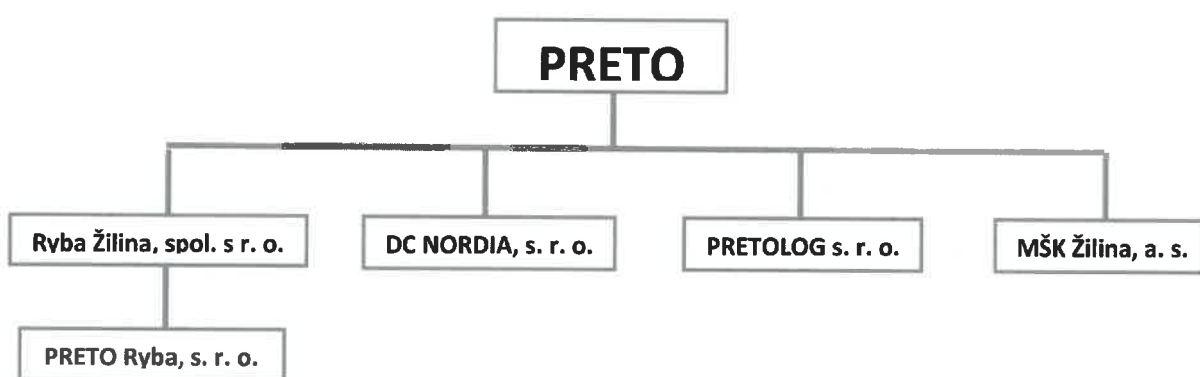 PRETO
Ryba Žilina, spol. s r. o.
DC NORDIA, s. r. o.
PRETOLOG s. r. o.
MŠK Žilina, a. s.
PRETO Ryba, s. r. o.